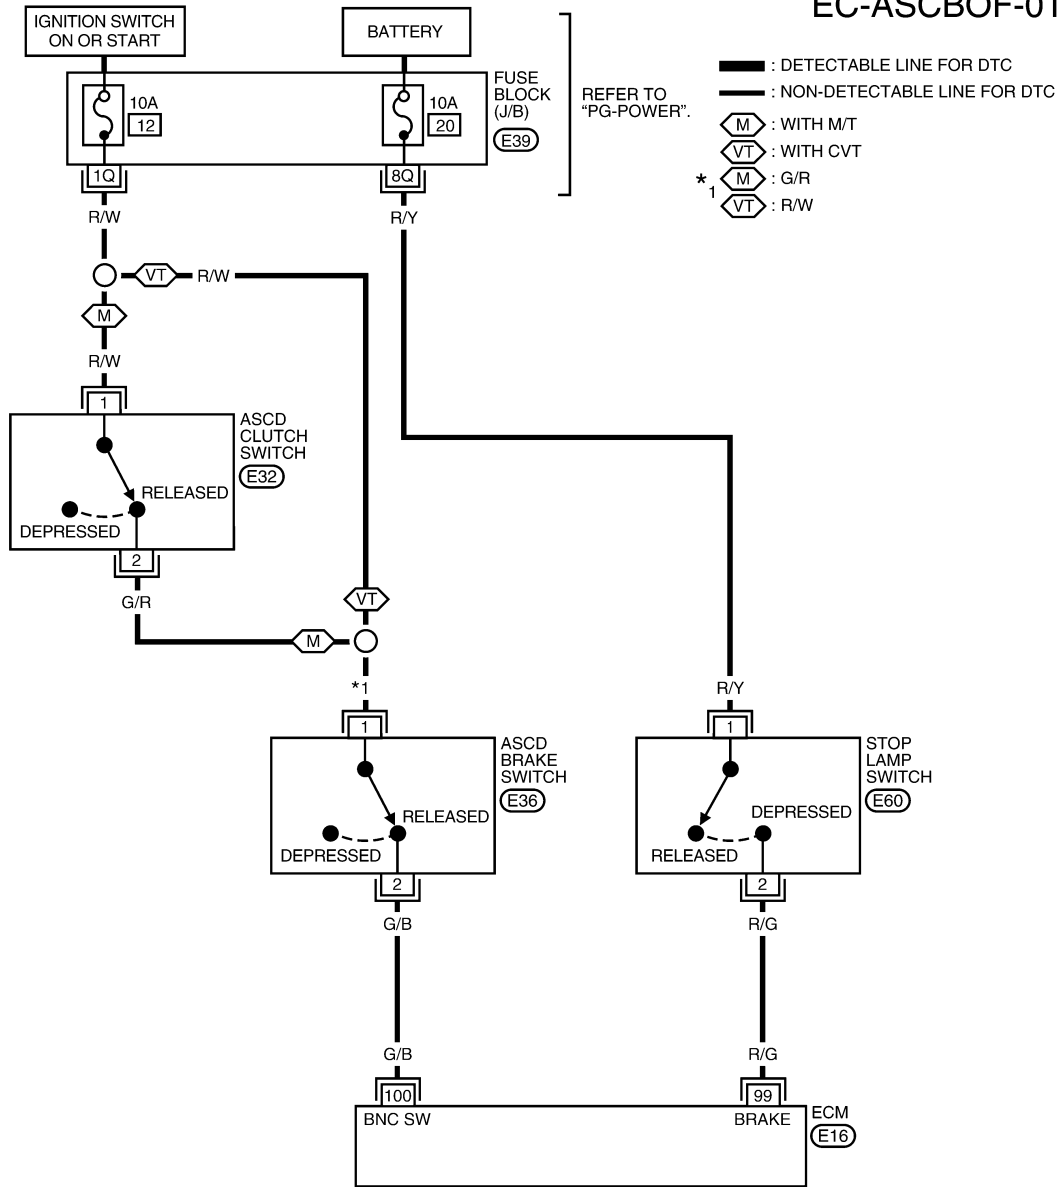 EC-ASCBOF-01
IGNITION SWITCH
ON OR START
BATTERY
: DETECTABLE LINE FOR DTC
: NON-DETECTABLE LINE FOR DTC
M : WITH M/T
VT : WITH CVT
*1 M : G/R
VT : R/W
10A
12
10A
20
FUSE
BLOCK
(J/B)
E39
REFER TO
“PG-POWER”.
1Q
8Q
R/W
R/Y
VT
R/W
M
R/W
1
ASCD
CLUTCH
SWITCH
E32
RELEASED
DEPRESSED
2
G/R
VT
M
*1
R/Y
1
ASCD
BRAKE
SWITCH
E36
RELEASED
DEPRESSED
2
1
STOP
LAMP
SWITCH
E60
DEPRESSED
RELEASED
2
G/B
R/G
G/B
R/G
100
99
BNC SW
BRAKE
ECM
E16